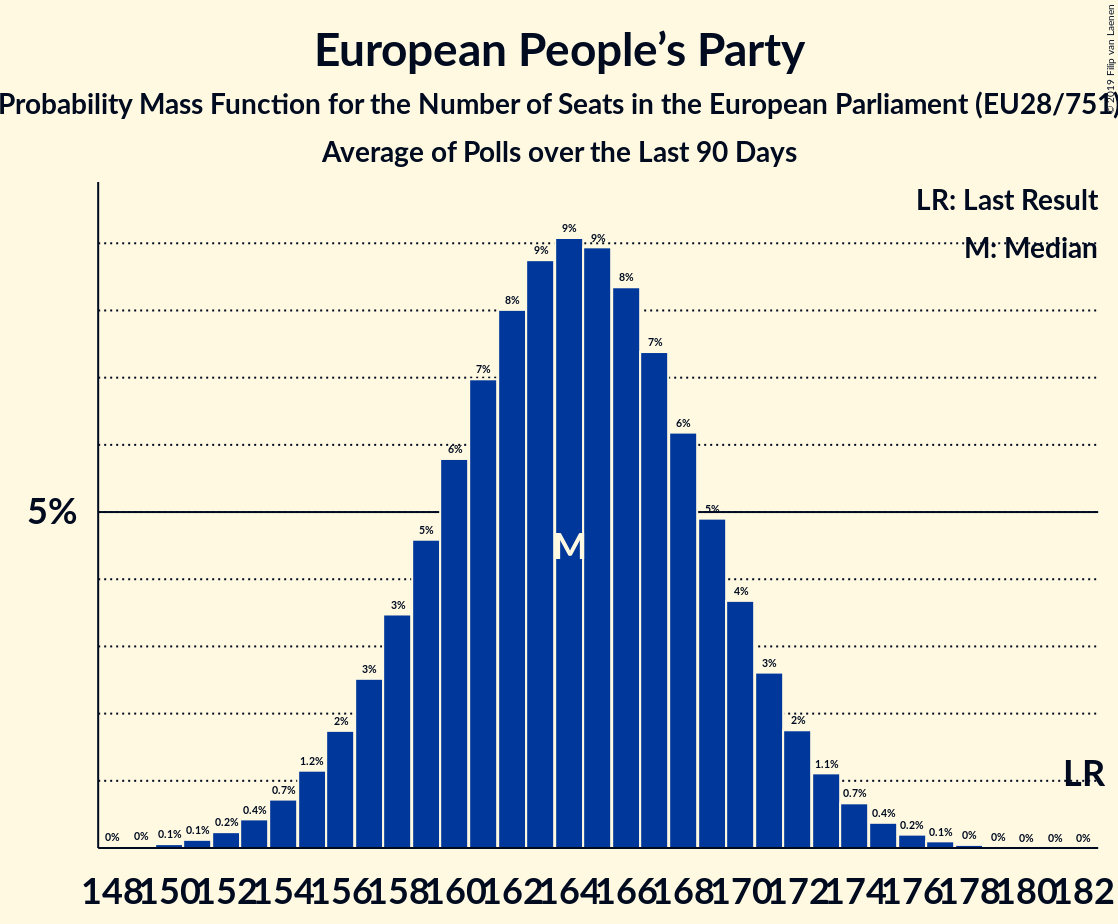 European People’s Party
Probability Mass Function for the Number of Seats in the European Parliament (EU28/751)
Average of Polls over the Last 90 Days
© 2019 Filip van Laenen
LR: Last Result
M: Median
9%
9% 9%
8%
8%
7%
7%
6%
6%
5%
5%
5%
M
4%
3%
3%
3%
2%
2%
1.2%
1.1%
LR
0.7%
0.7%
0.4%
0.4%
0.2%
0.2%
0% 0% 0.1% 0.1%
0.1% 0% 0% 0% 0% 0%
148 150 152 154 156 158 160 162 164 166 168 170 172 174 176 178 180 182